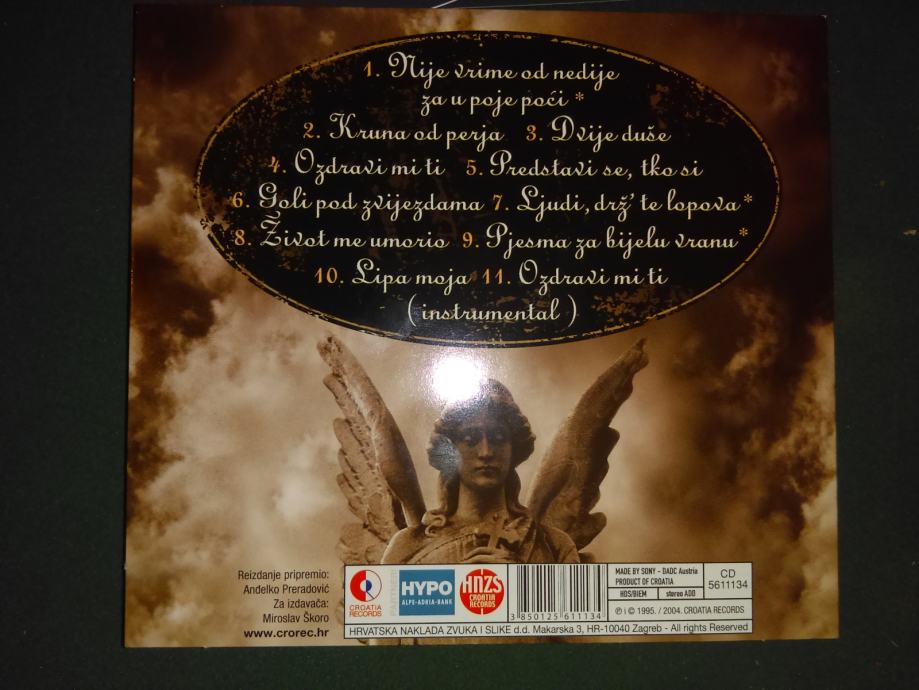 1. Nije vrime od nedije
za u poje poći *
2. Kruna od perja 3. Dvije duše
4. Ozdravi mi ti 5. Predstavi se, tko si
6. Goli pod zvijezdama 7. Ljudi, drž' te lopova *
8. Život me umorio 9. Pjesma za bijelu vranu *
10. Lipa moja 11. Ozdravi mi ti
(instrumental)
Reizdanje pripremio:
Anđelko Preradović
Za izdavača:
Miroslav Škoro
www.crorec.hr
CROATIA
RECORDS
HYPO
ALPE-ADRIA-BANK
HNZS
CROATIA
RECORDS
3 850125 611134
MADE BY SONY - DADC Austria
PRODUCT OF CROATIA
HDS/BIEM stereo ADD
CD
5611134
℗ i © 1995. / 2004. CROATIA RECORDS
HRVATSKA NAKLADA ZVUKA I SLIKE d.d. Makarska 3, HR-10040 Zagreb - All rights Reserved